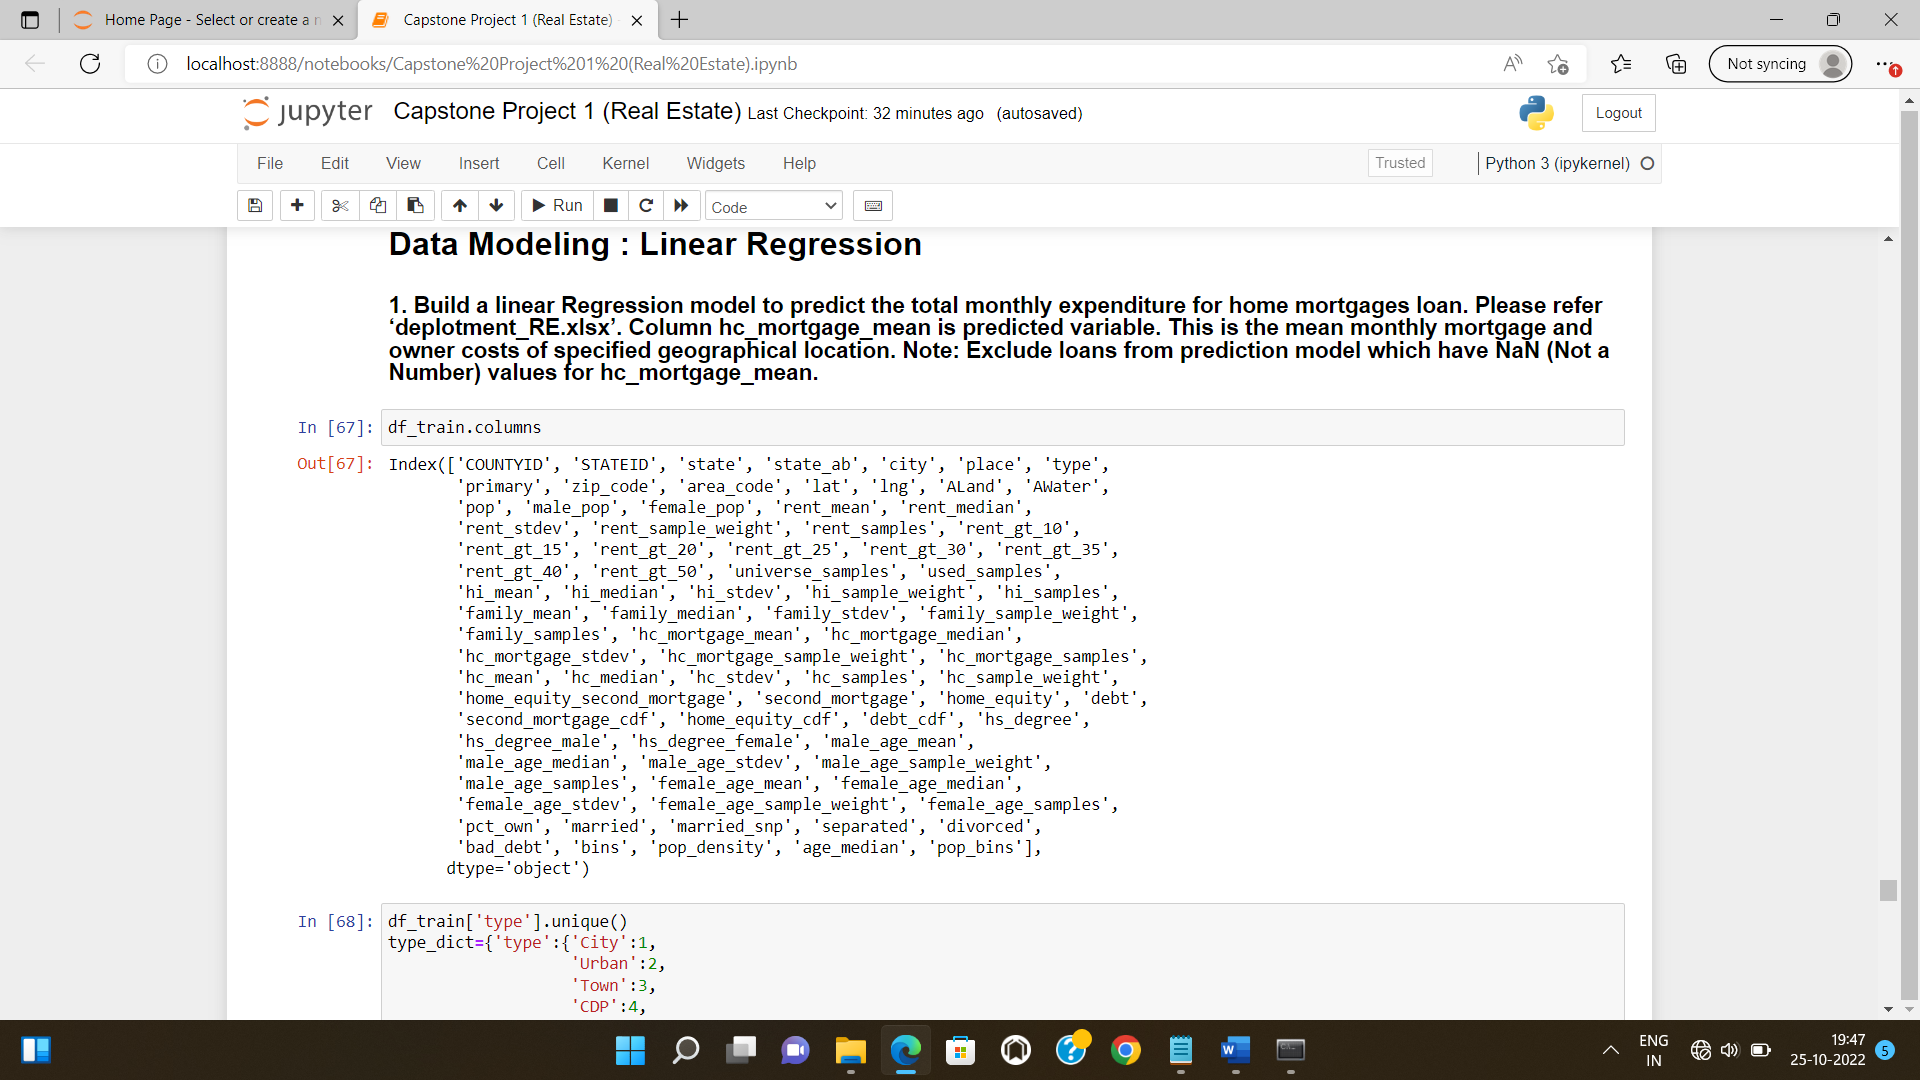 Home Page - Select or create a n
Capstone Project 1 (Real Estate)
localhost:8888/notebooks/Capstone%20Project%201%20(Real%20Estate).ipynb
Not syncing
jupyter Capstone Project 1 (Real Estate) Last Checkpoint: 32 minutes ago (autosaved)
Logout
File Edit View Insert Cell Kernel Widgets Help
Trusted
Python 3 (ipykernel)
Run
Code
Data Modeling : Linear Regression
1. Build a linear Regression model to predict the total monthly expenditure for home mortgages loan. Please refer
‘deplotment_RE.xlsx’. Column hc_mortgage_mean is predicted variable. This is the mean monthly mortgage and
owner costs of specified geographical location. Note: Exclude loans from prediction model which have NaN (Not a
Number) values for hc_mortgage_mean.
In [67]: df_train.columns
Out[67]: Index(['COUNTYID', 'STATEID', 'state', 'state_ab', 'city', 'place', 'type',
'primary', 'zip_code', 'area_code', 'lat', 'lng', 'ALand', 'AWater',
'pop', 'male_pop', 'female_pop', 'rent_mean', 'rent_median',
'rent_stdev', 'rent_sample_weight', 'rent_samples', 'rent_gt_10',
'rent_gt_15', 'rent_gt_20', 'rent_gt_25', 'rent_gt_30', 'rent_gt_35',
'rent_gt_40', 'rent_gt_50', 'universe_samples', 'used_samples',
'hi_mean', 'hi_median', 'hi_stdev', 'hi_sample_weight', 'hi_samples',
'family_mean', 'family_median', 'family_stdev', 'family_sample_weight',
'family_samples', 'hc_mortgage_mean', 'hc_mortgage_median',
'hc_mortgage_stdev', 'hc_mortgage_sample_weight', 'hc_mortgage_samples',
'hc_mean', 'hc_median', 'hc_stdev', 'hc_samples', 'hc_sample_weight',
'home_equity_second_mortgage', 'second_mortgage', 'home_equity', 'debt',
'second_mortgage_cdf', 'home_equity_cdf', 'debt_cdf', 'hs_degree',
'hs_degree_male', 'hs_degree_female', 'male_age_mean',
'male_age_median', 'male_age_stdev', 'male_age_sample_weight',
'male_age_samples', 'female_age_mean', 'female_age_median',
'female_age_stdev', 'female_age_sample_weight', 'female_age_samples',
'pct_own', 'married', 'married_snp', 'separated', 'divorced',
'bad_debt', 'bins', 'pop_density', 'age_median', 'pop_bins'],
dtype='object')
In [68]: df_train['type'].unique()
type_dict={'type':{'City':1,
'Urban':2,
'Town':3,
'CDP':4,
ENG
IN
19:47
25-10-2022
5